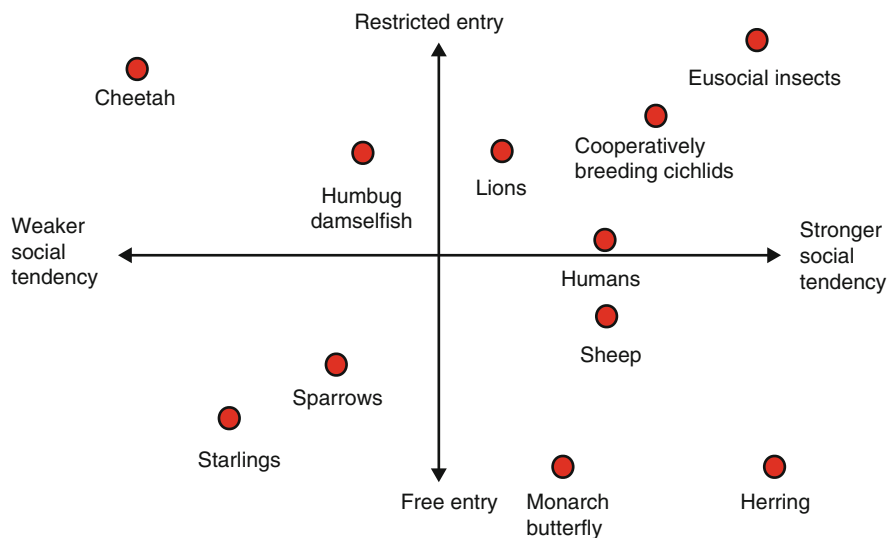 Restricted entry
Eusocial insects
Cheetah
Cooperatively
breeding cichlids
Lions
Humbug
damselfish
Weaker
social
tendency
Stronger
social
tendency
Humans
Sheep
Sparrows
Starlings
Free entry
Monarch
butterfly
Herring